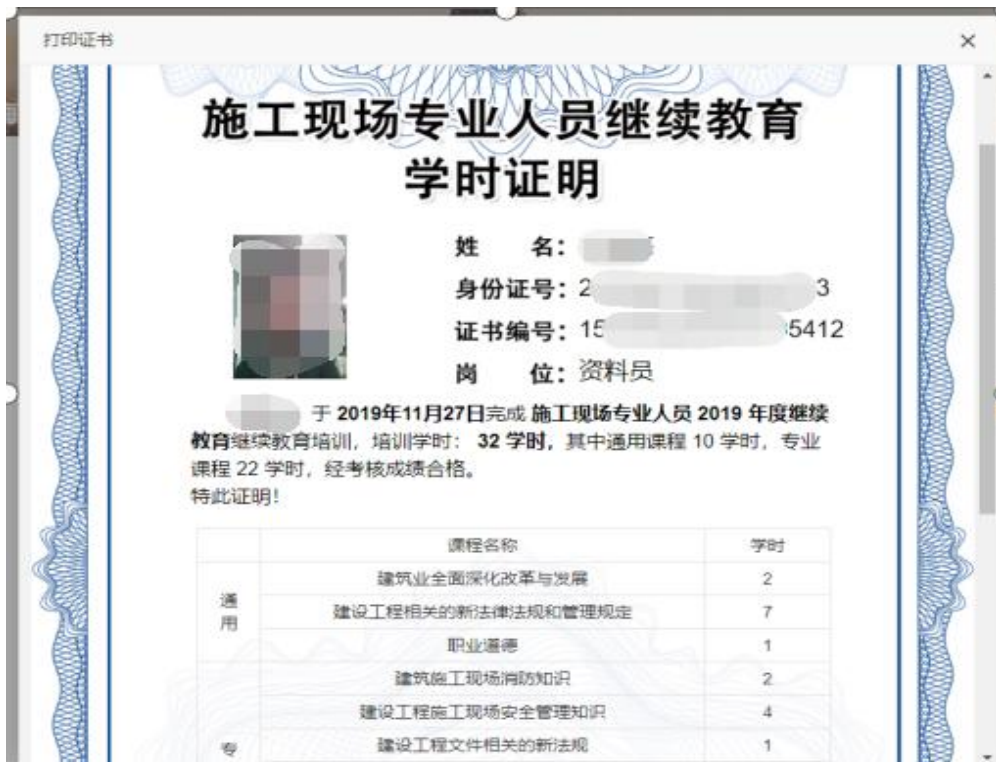 打印证书
施工现场专业人员继续教育
学时证明
姓 名：
身份证号：2 3
证书编号：15 5412
岗 位：资料员
于 2019年11月27日完成 施工现场专业人员 2019 年度继续
教育继续教育培训，培训学时： 32 学时，其中通用课程 10 学时，专业
课程 22 学时，经考核成绩合格。
特此证明！
课程名称 学时
通用
建筑业全面深化改革与发展 2
建设工程相关的新法律法规和管理规定 7
职业道德 1
建筑施工现场消防知识 2
建设工程施工现场安全管理知识 4
专
建设工程文件相关的新法规 1